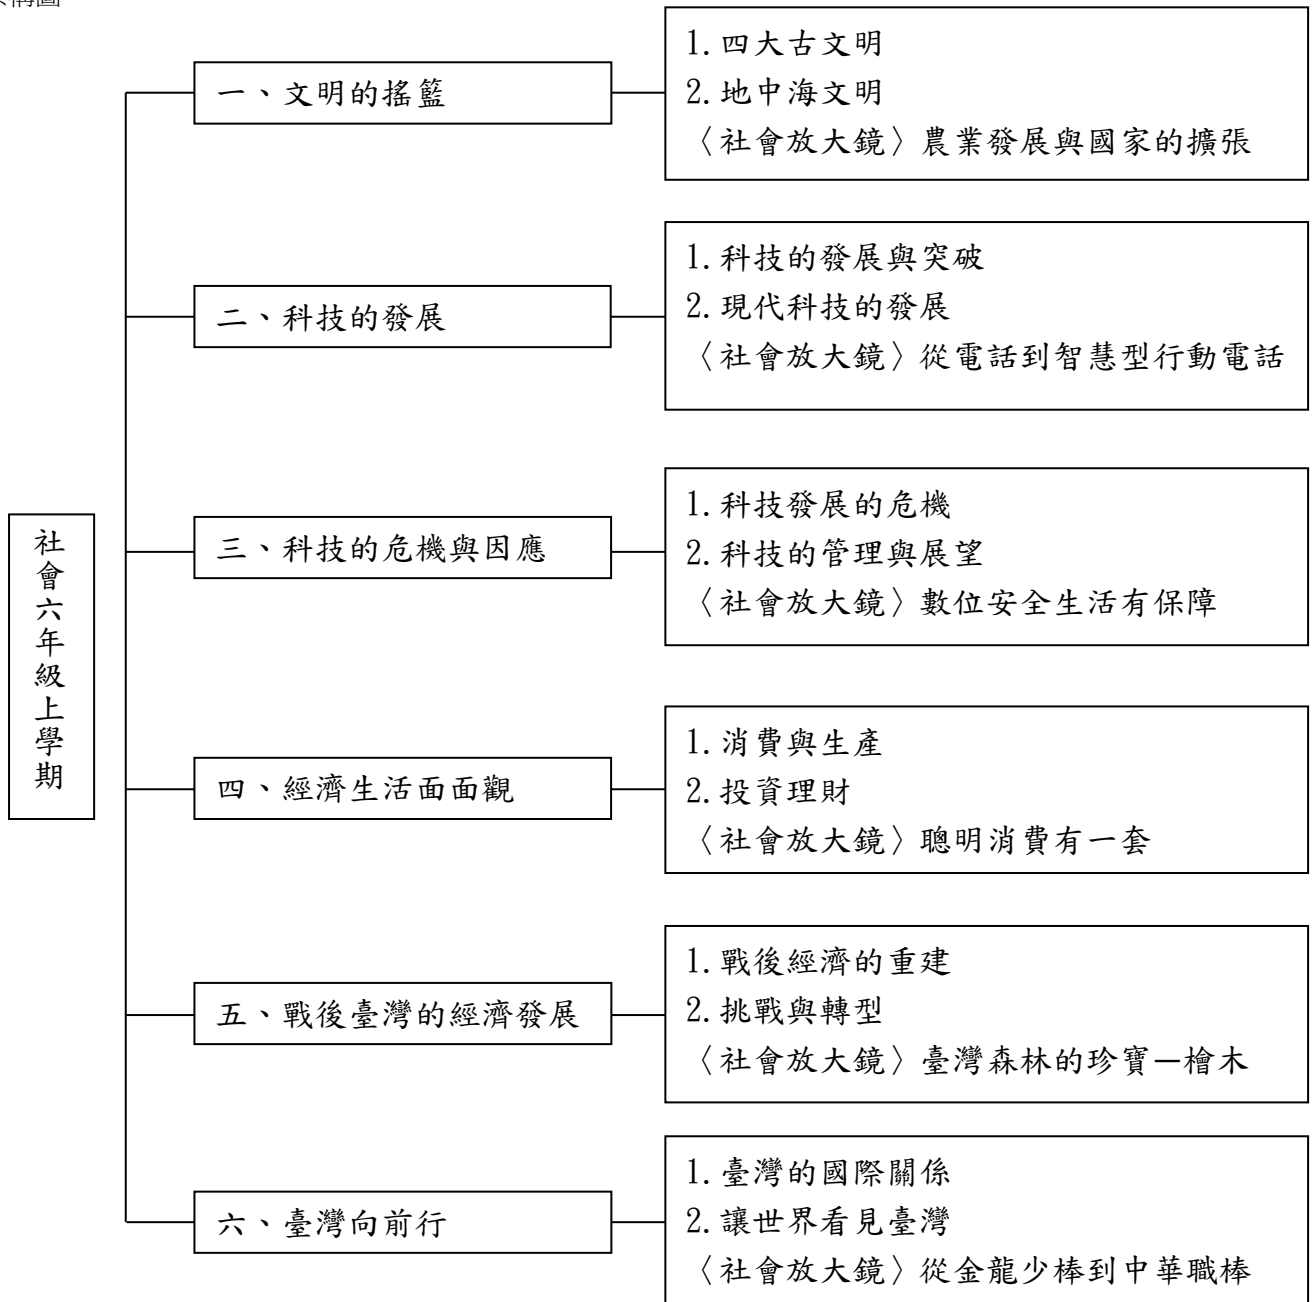 社會六年級上學期
一、文明的搖籃
1.四大古文明
2.地中海文明
〈社會放大鏡〉農業發展與國家的擴張
二、科技的發展
1.科技的發展與突破
2.現代科技的發展
〈社會放大鏡〉從電話到智慧型行動電話
三、科技的危機與因應
1.科技發展的危機
2.科技的管理與展望
〈社會放大鏡〉數位安全生活有保障
四、經濟生活面面觀
1.消費與生產
2.投資理財
〈社會放大鏡〉聰明消費有一套
五、戰後臺灣的經濟發展
1.戰後經濟的重建
2.挑戰與轉型
〈社會放大鏡〉臺灣森林的珍寶—檜木
六、臺灣向前行
1.臺灣的國際關係
2.讓世界看見臺灣
〈社會放大鏡〉從金龍少棒到中華職棒